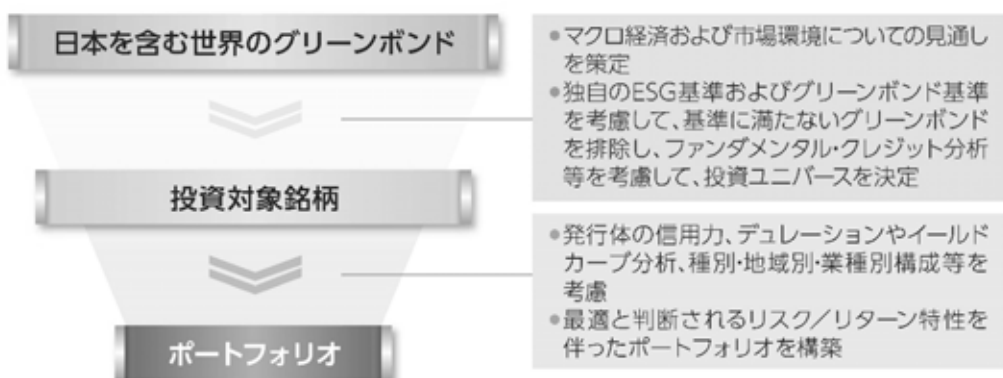 日本を含む世界のグリーンボンド
●マクロ経済および市場環境についての見通し
を策定
●独自のESG基準およびグリーンボンド基準
を考慮して、基準に満たないグリーンボンド
を排除し、ファンダメンタル・クレジット分析
等を考慮して、投資ユニバースを決定
投資対象銘柄
●発行体の信用力、デュレーションやイールド
カーブ分析、種別・地域別・業種別構成等を
考慮
●最適と判断されるリスク／リターン特性を
伴ったポートフォリオを構築
ポートフォリオ